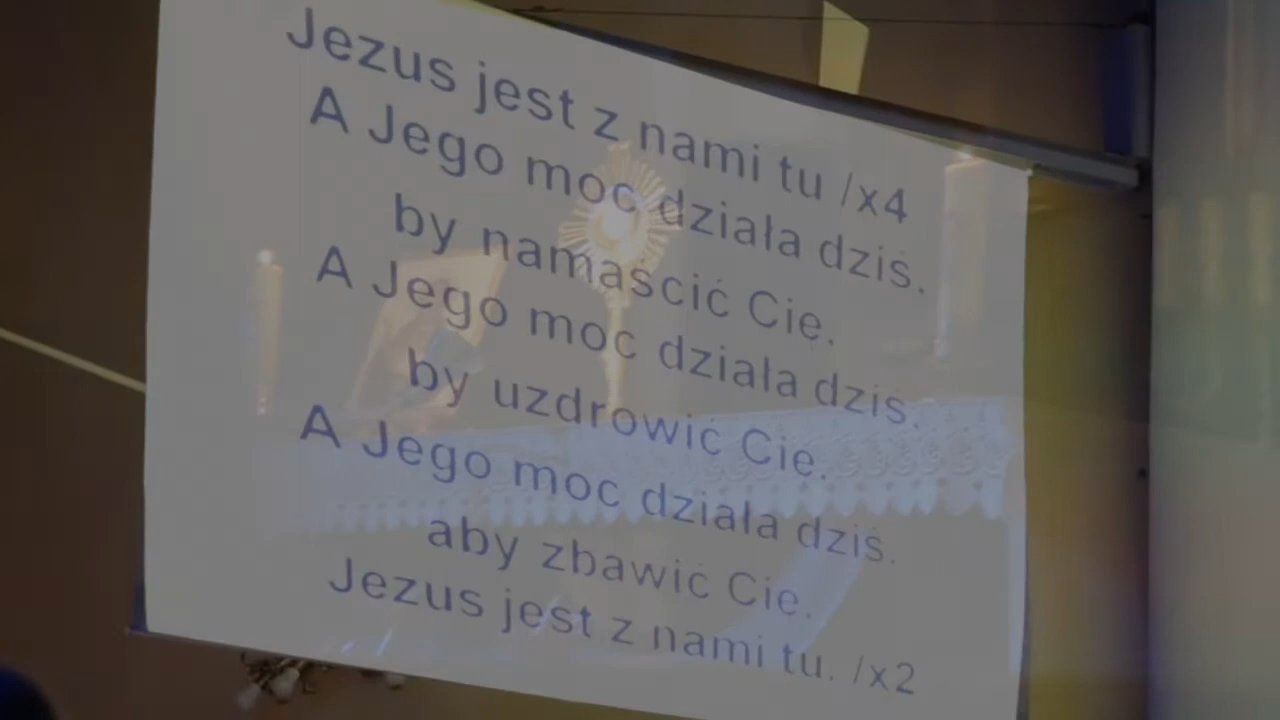 Jezus jest z nami tu /x4
A Jego moc działa dziś.
by namaścić Cię.
A Jego moc działa dziś.
by uzdrowić Cię.
A Jego moc działa dziś.
aby zbawić Cię.
Jezus jest z nami tu. /x2